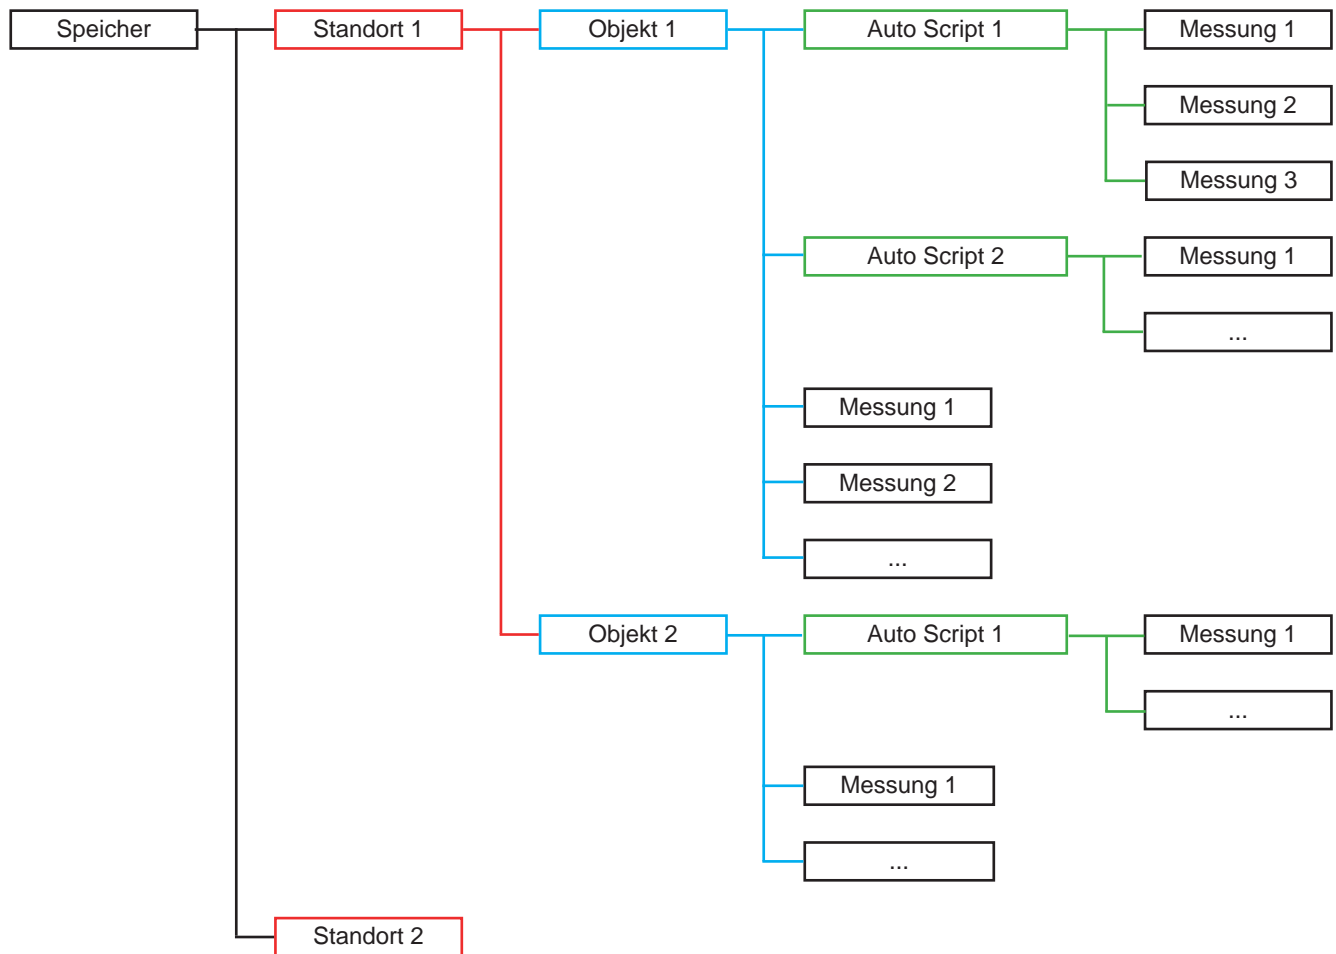 Speicher
Standort 1
Objekt 1
Auto Script 1
Messung 1
Messung 2
Messung 3
Auto Script 2
Messung 1
...
Messung 1
Messung 2
...
Objekt 2
Auto Script 1
Messung 1
...
Messung 1
...
Standort 2